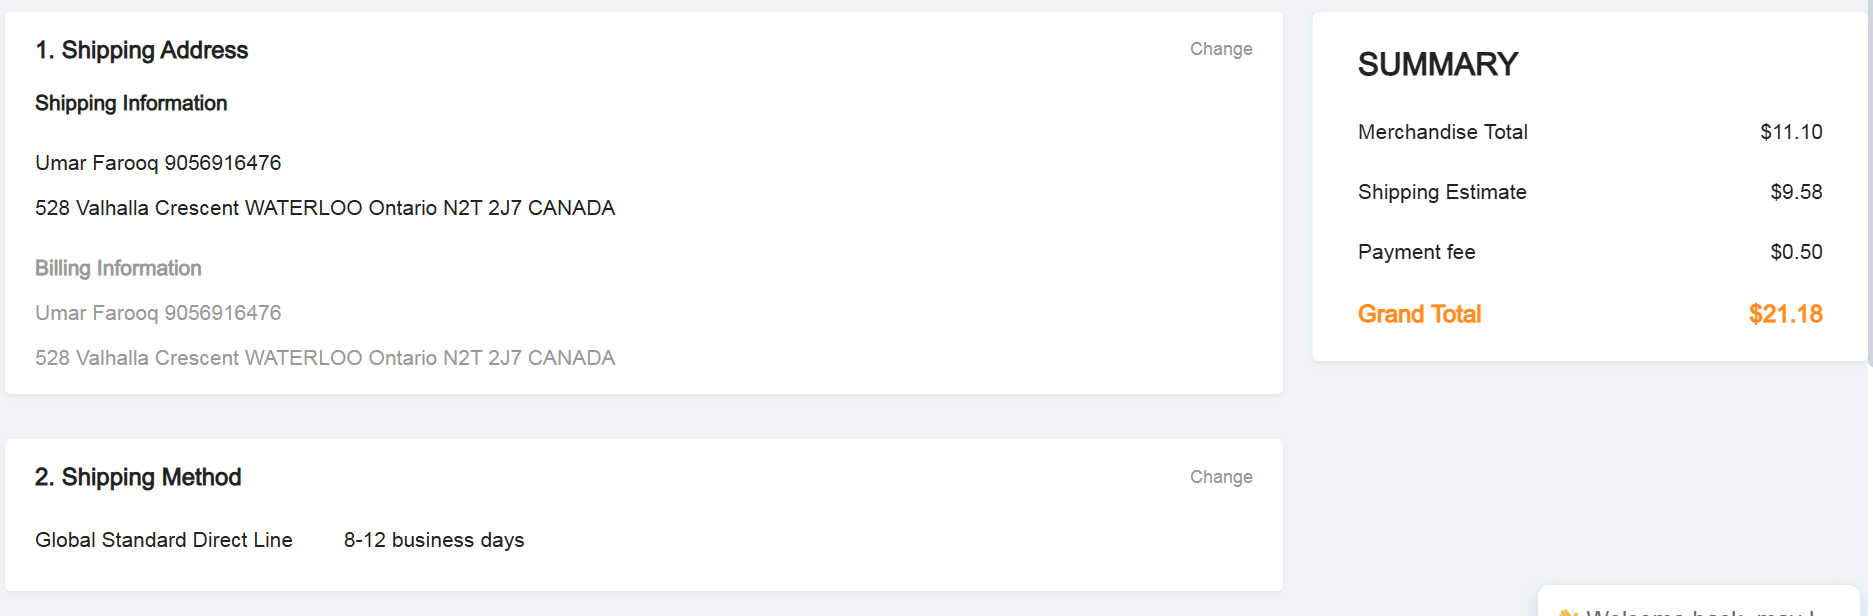 1. Shipping Address
Change
Shipping Information
Umar Farooq 9056916476
528 Valhalla Crescent WATERLOO Ontario N2T 2J7 CANADA
Billing Information
Umar Farooq 9056916476
528 Valhalla Crescent WATERLOO Ontario N2T 2J7 CANADA
2. Shipping Method
Change
Global Standard Direct Line 8-12 business days
SUMMARY
Merchandise Total $11.10
Shipping Estimate $9.58
Payment fee $0.50
Grand Total $21.18
👋 Welcome back, may I